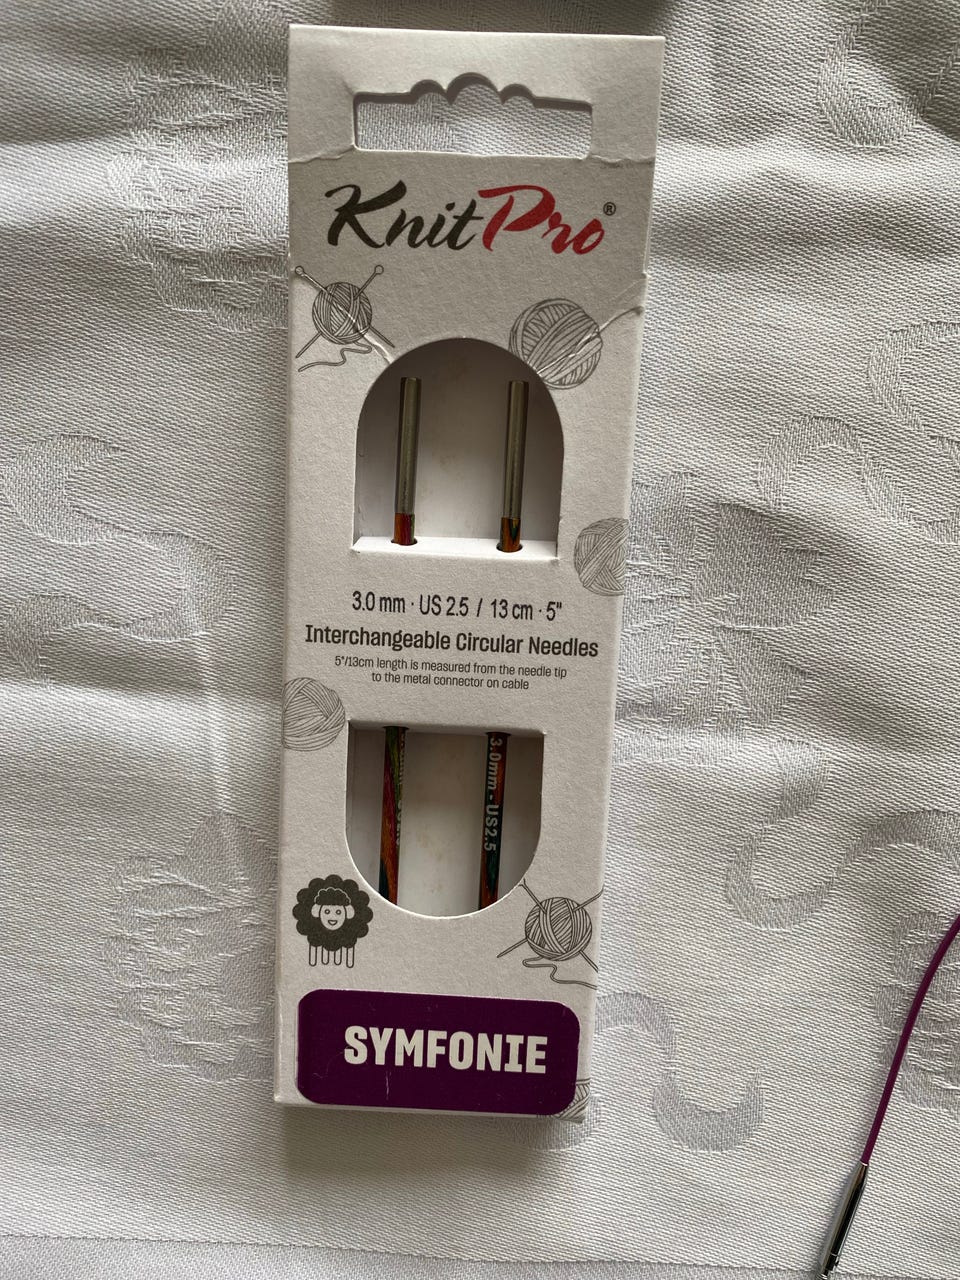 KnitPro®
3.0 mm · US 2.5 / 13 cm · 5"
Interchangeable Circular Needles
5"/13cm length is measured from the needle tip
to the metal connector on cable
3.0mm - US2.5
SYMFONIE